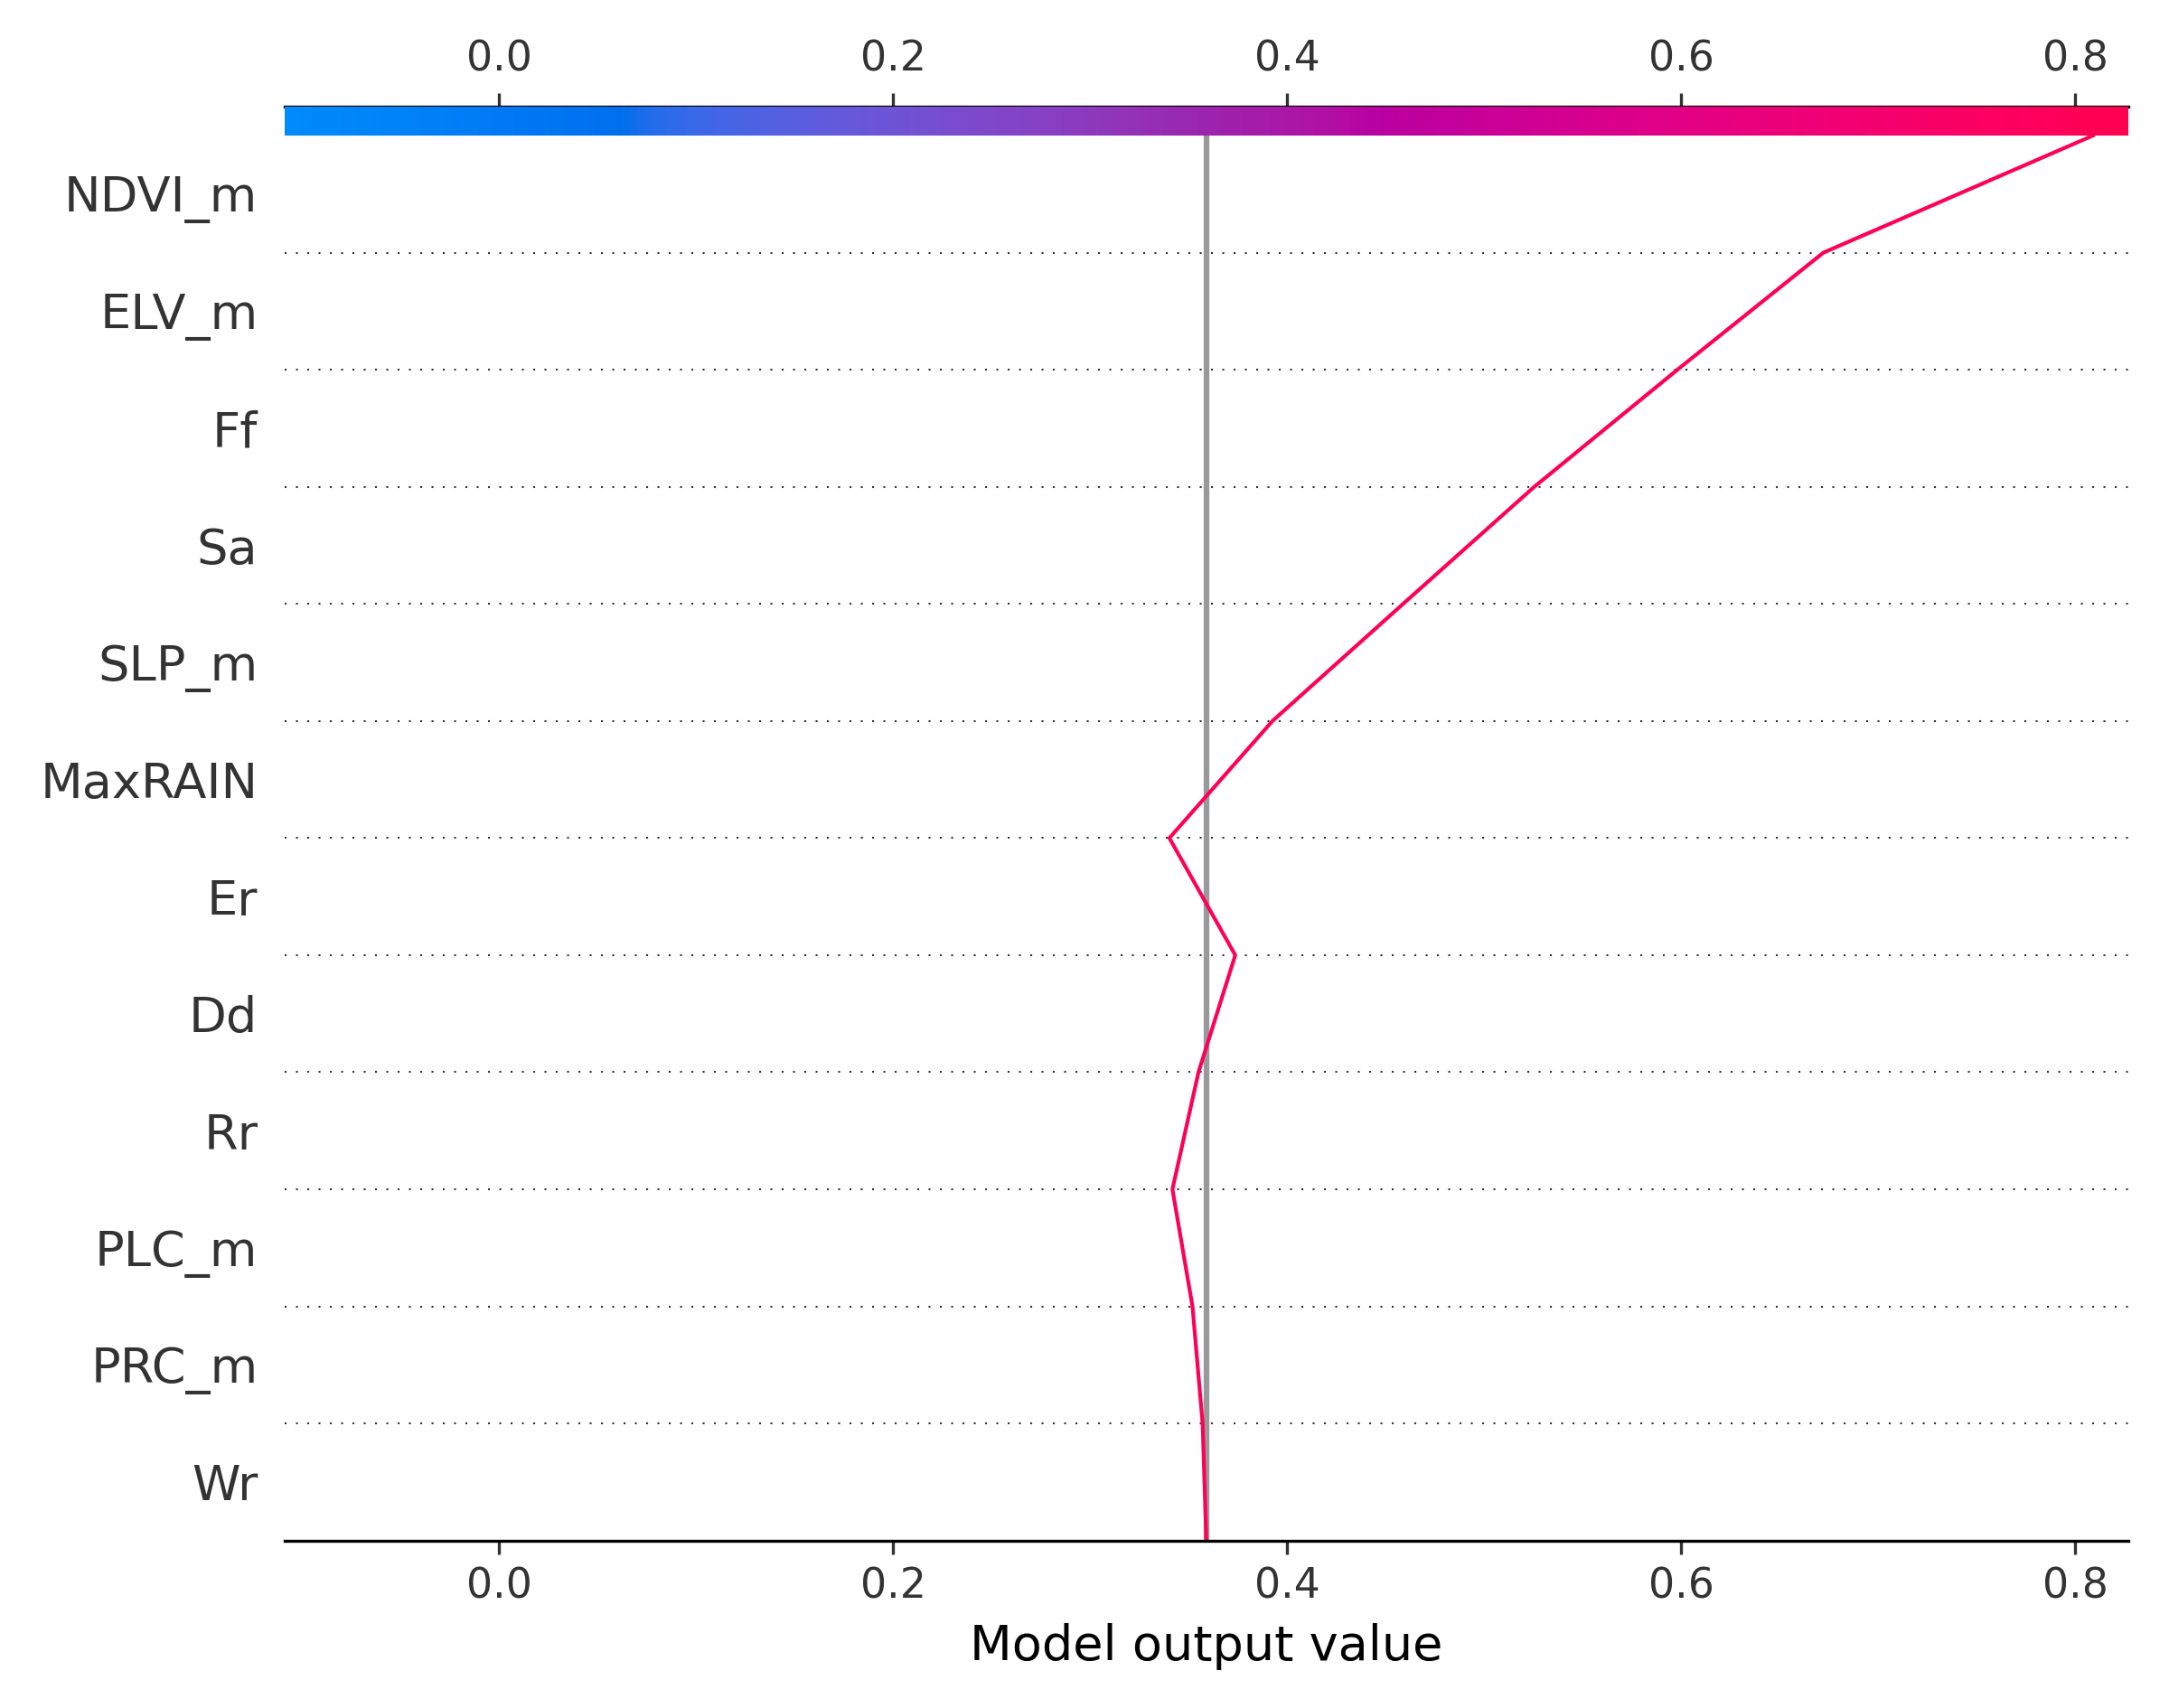 0.0 0.2 0.4 0.6 0.8
NDVI_m
ELV_m
Ff
Sa
SLP_m
MaxRAIN
Er
Dd
Rr
PLC_m
PRC_m
Wr
0.0 0.2 0.4 0.6 0.8
Model output value